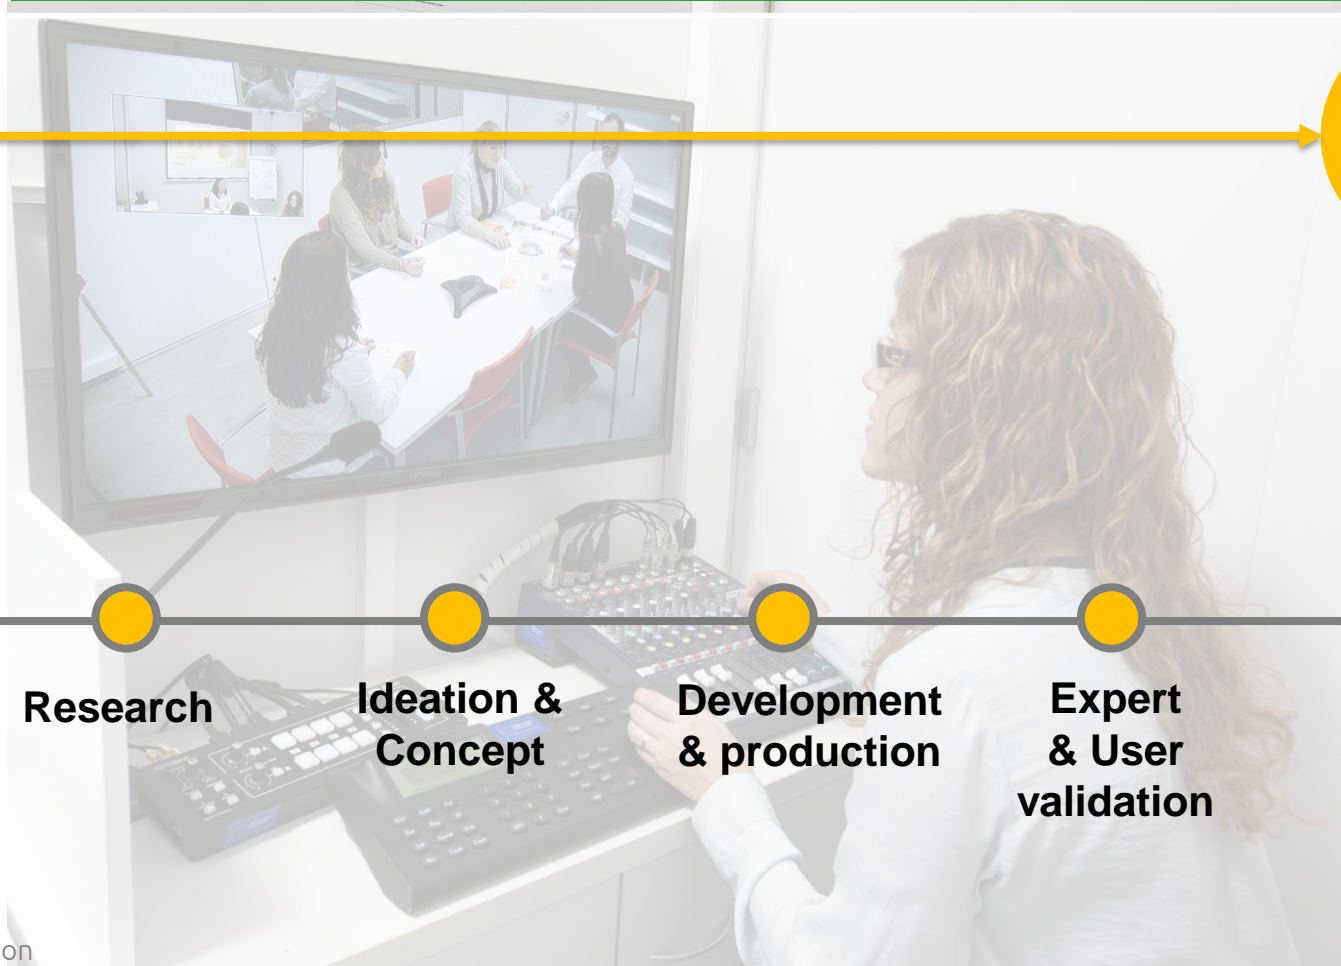 Research
Ideation &
Concept
Development
& production
Expert
& User
validation
on